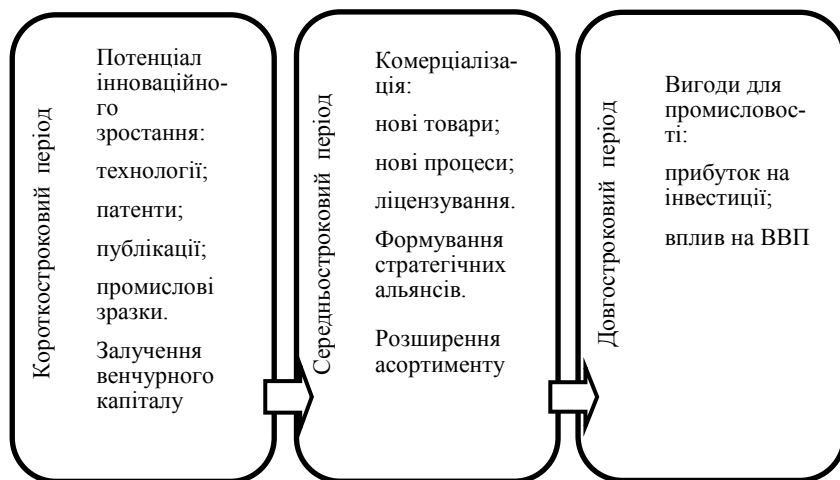 Короткостроковий період
Потенціал
інноваційно-
го
зростання:
технології;
патенти;
публікації;
промислові
зразки.
Залучення
венчурного
капіталу
Середньостроковий період
Комерціаліза-
ція:
нові товари;
нові процеси;
ліцензування.
Формування
стратегічних
альянсів.
Розширення
асортименту
Довгостроковий період
Вигоди для
промисловос-
ті:
прибуток на
інвестиції;
вплив на ВВП